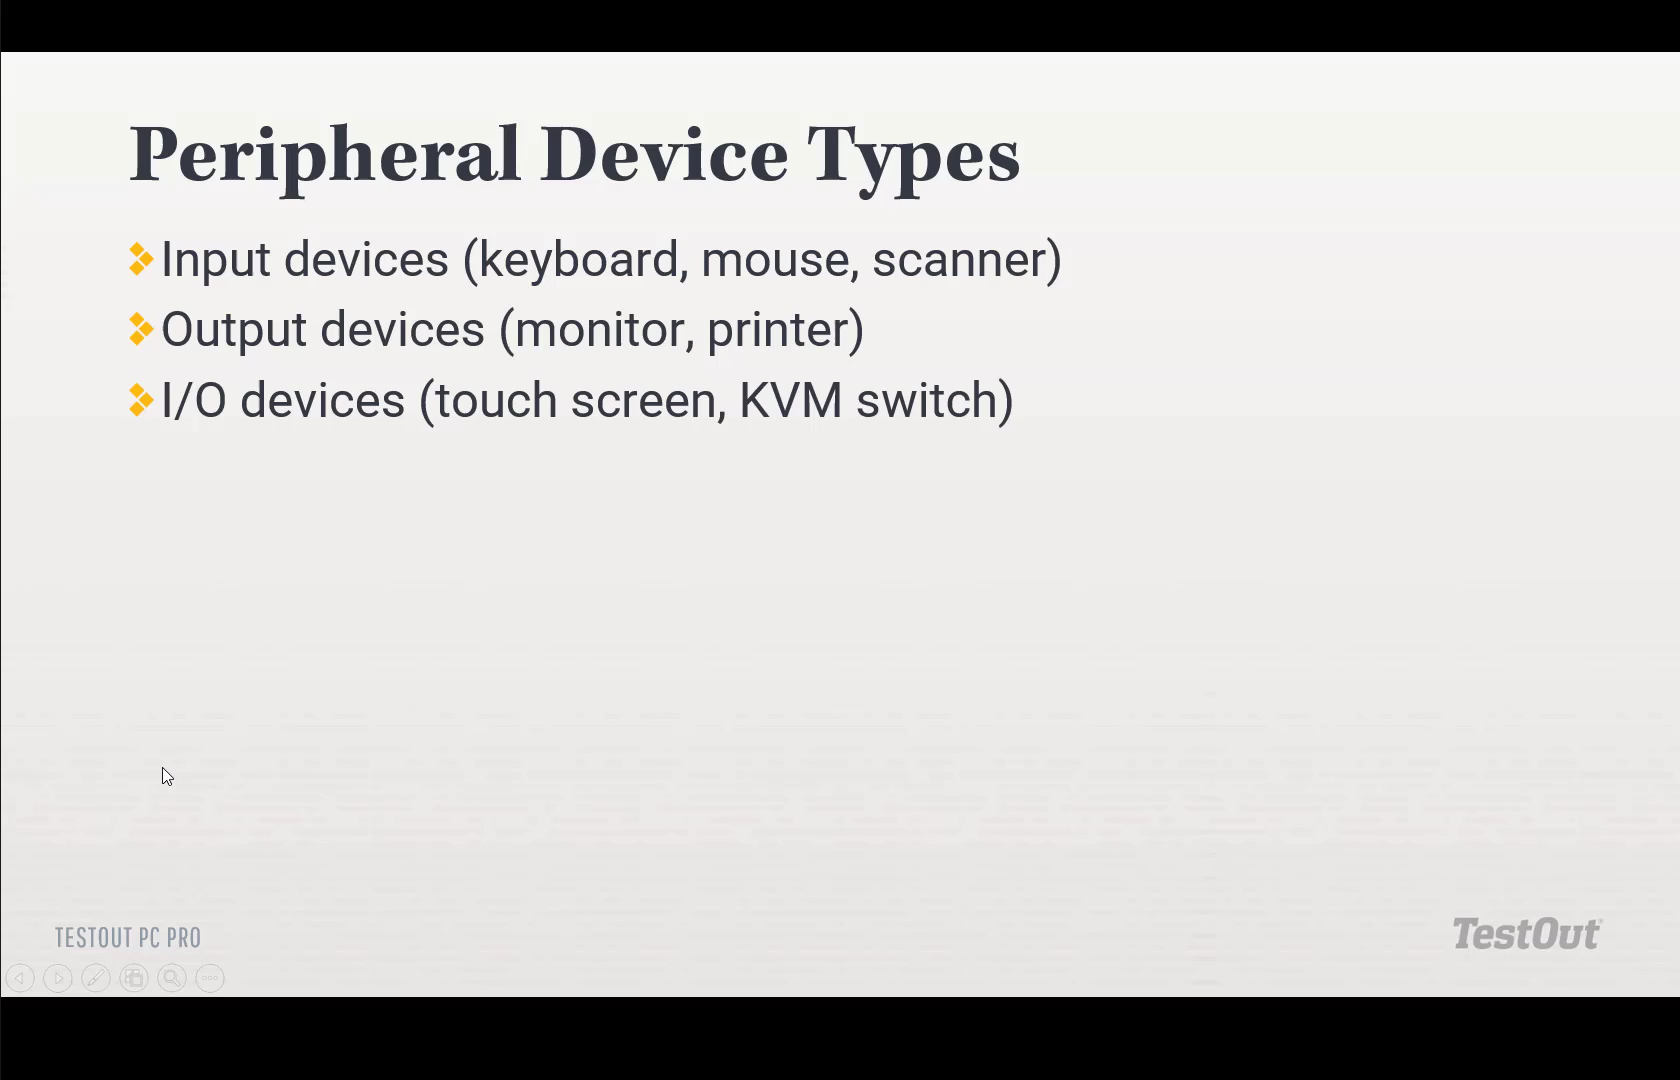 Peripheral Device Types
Input devices (keyboard, mouse, scanner)
Output devices (monitor, printer)
I/O devices (touch screen, KVM switch)
TESTOUT PC PRO
TestOut®